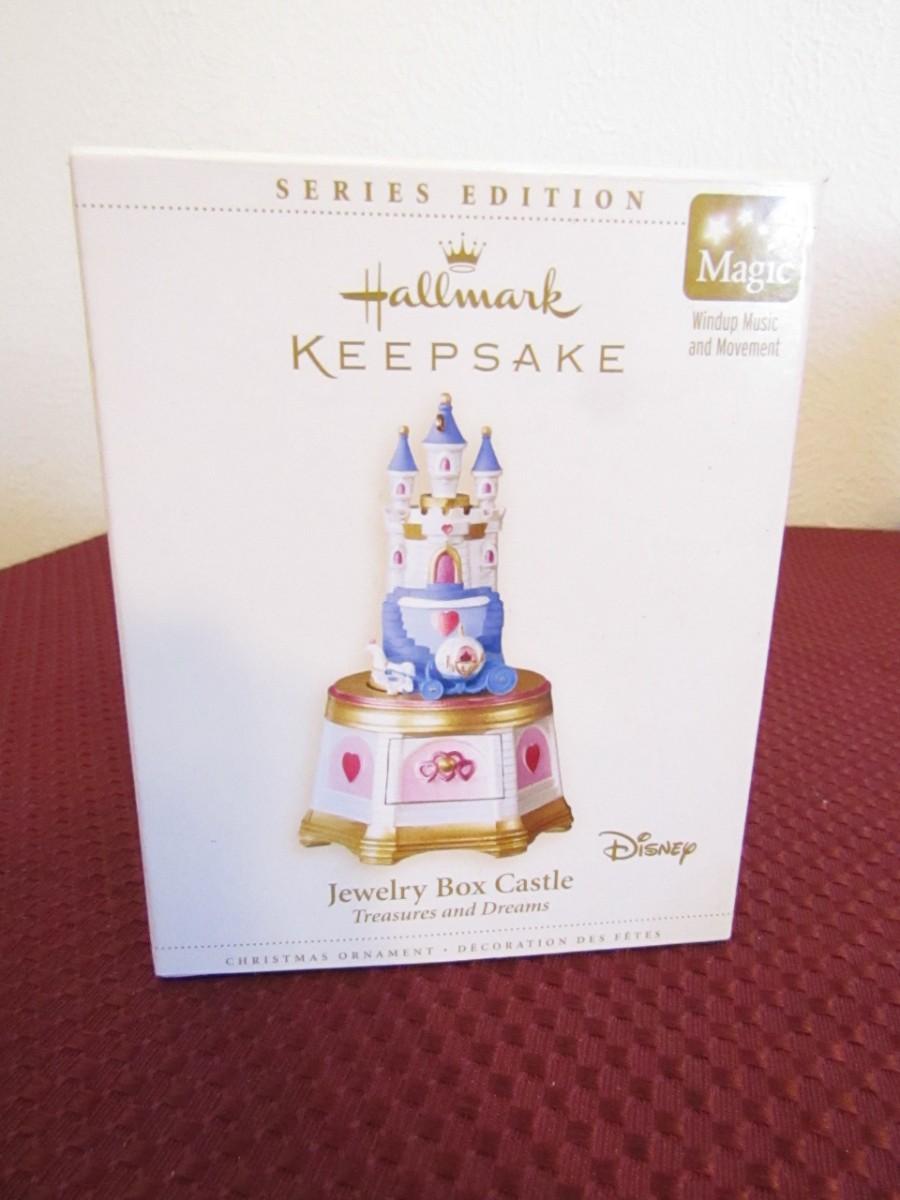 SERIES EDITION
Hallmark
KEEPSAKE
Magic
Windup Music
and Movement
Disney
Jewelry Box Castle
Treasures and Dreams
CHRISTMAS ORNAMENT • DÉCORATION DES FÊTES